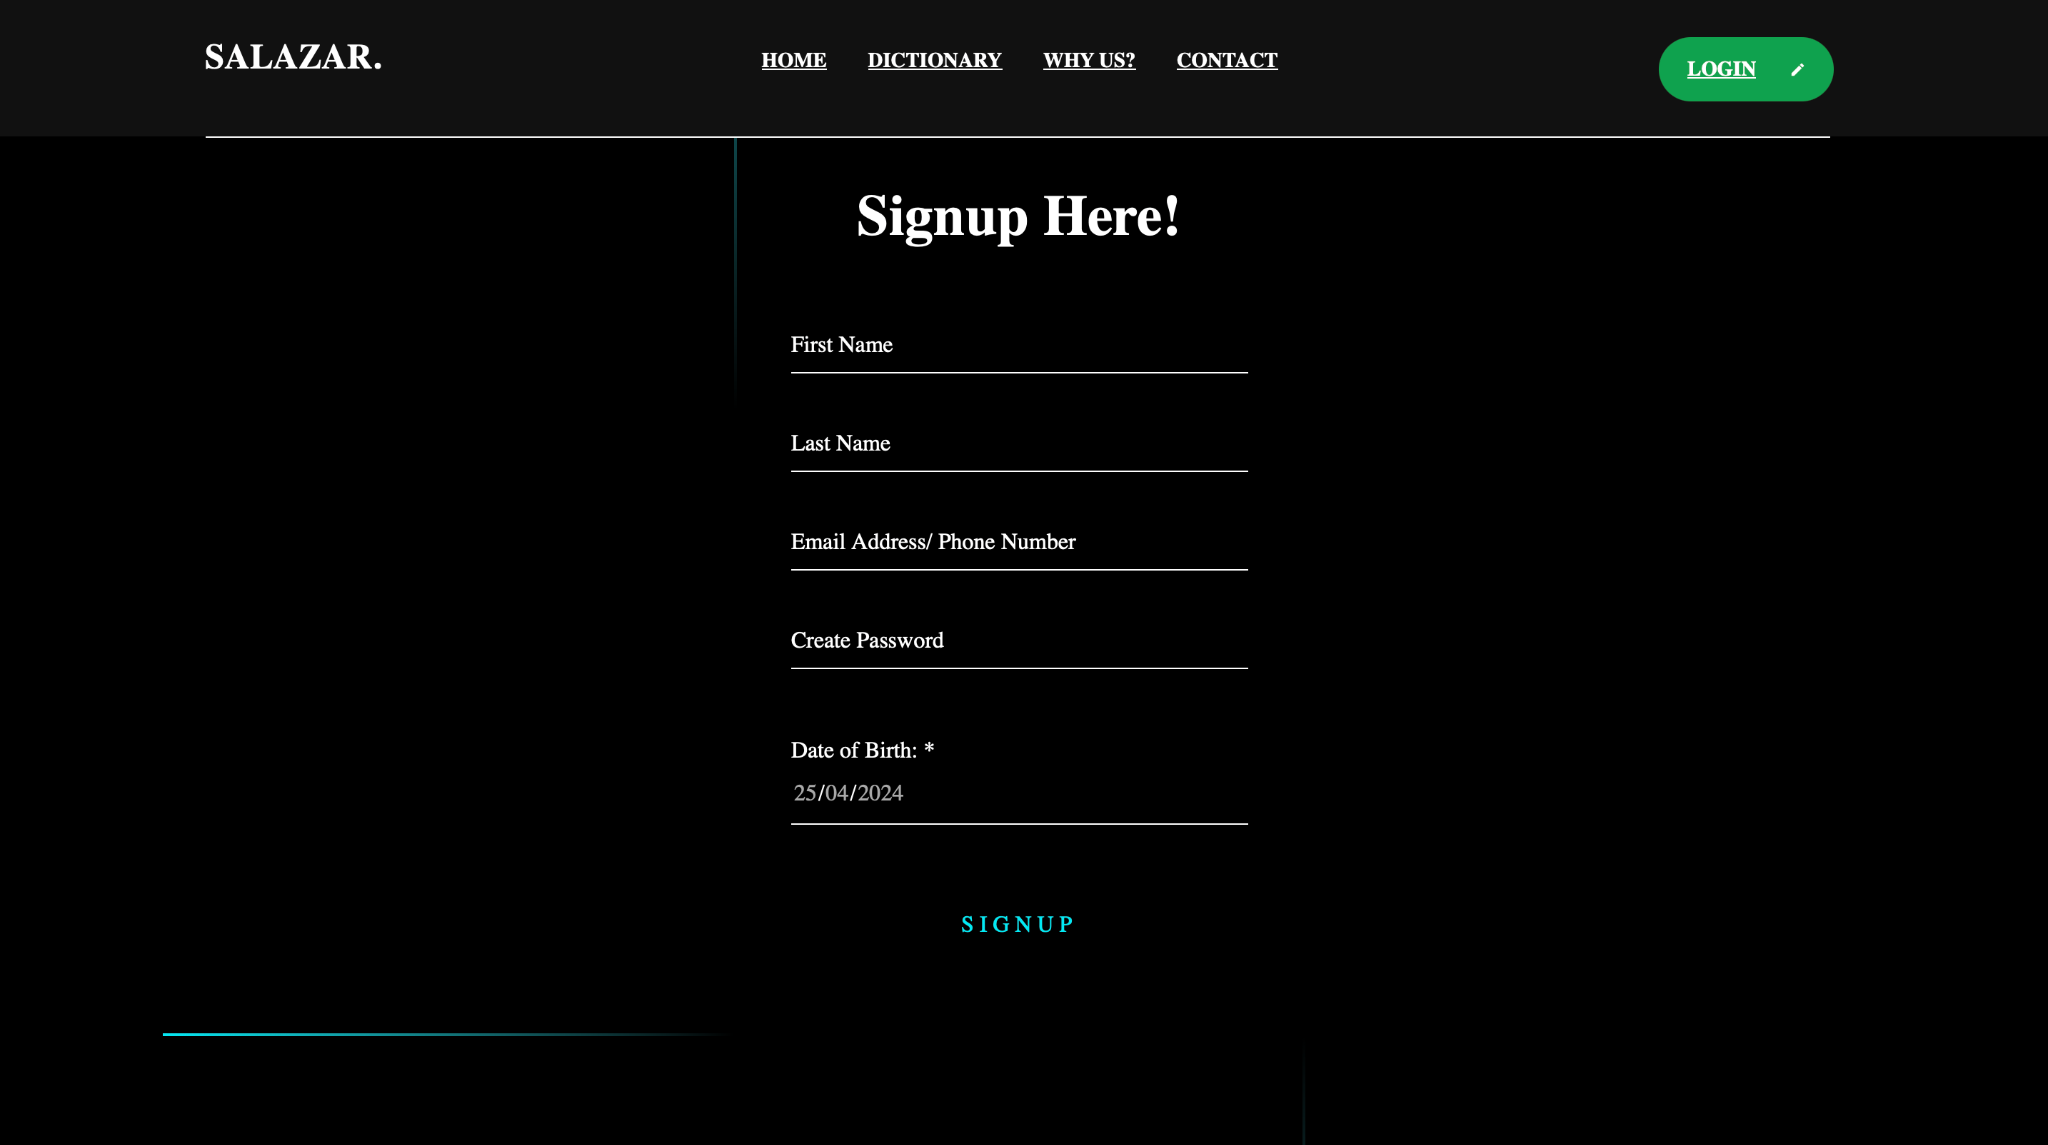 SALAZAR.
HOME DICTIONARY WHY US? CONTACT
LOGIN
Signup Here!
First Name
Last Name
Email Address/ Phone Number
Create Password
Date of Birth: *
25/04/2024
SIGNUP